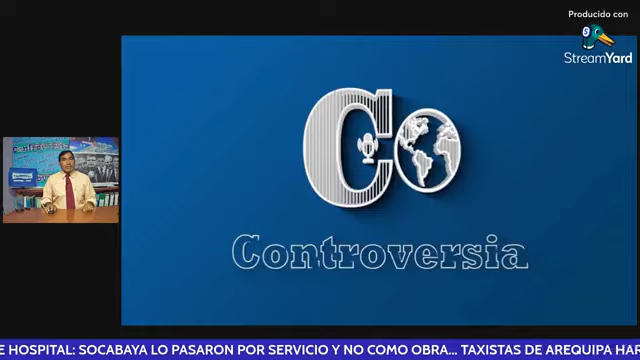 Producido con
StreamYard
CO
Controversia
E HOSPITAL: SOCABAYA LO PASARON POR SERVICIO Y NO COMO OBRA... TAXISTAS DE AREQUIPA HAR